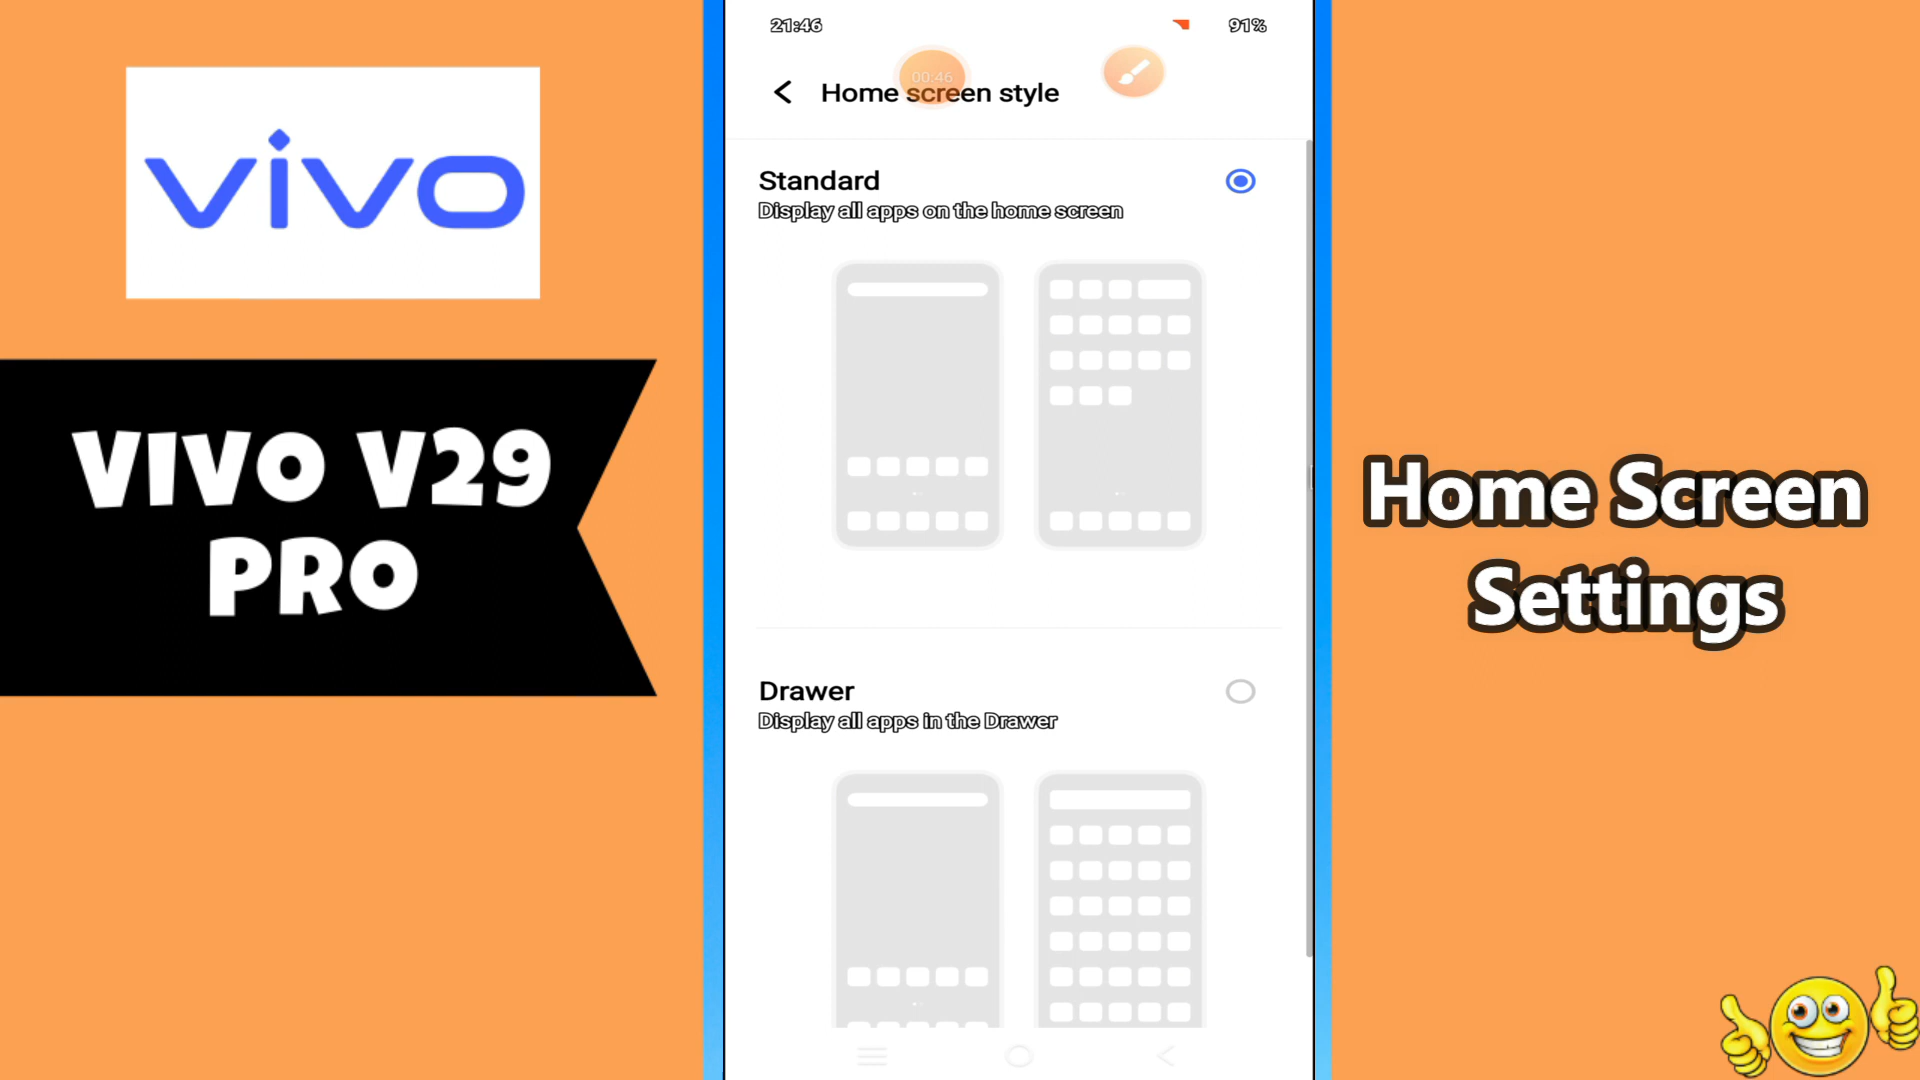 vivo
VIVO V29
PRO
21:46
91%
00:46
Home screen style
Standard
Display all apps on the home screen
Drawer
Display all apps in the Drawer
Home Screen
Settings